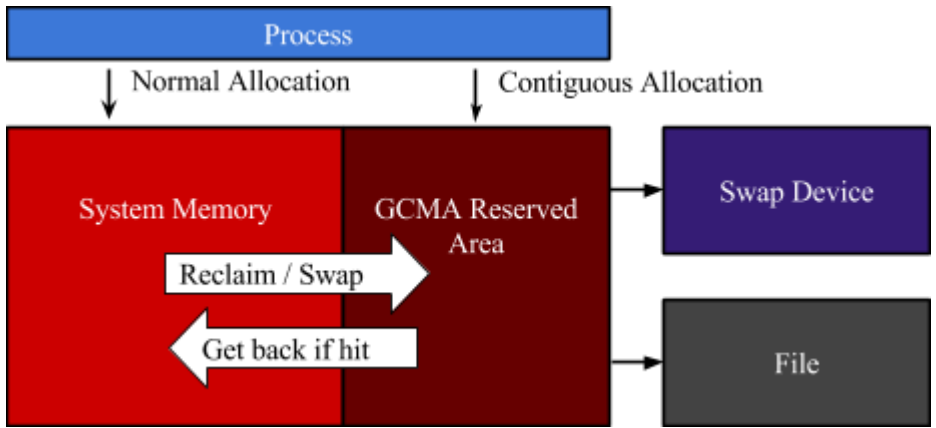 Process
Normal Allocation
Contiguous Allocation
System Memory
GCMA Reserved
Area
Swap Device
Reclaim / Swap
Get back if hit
File